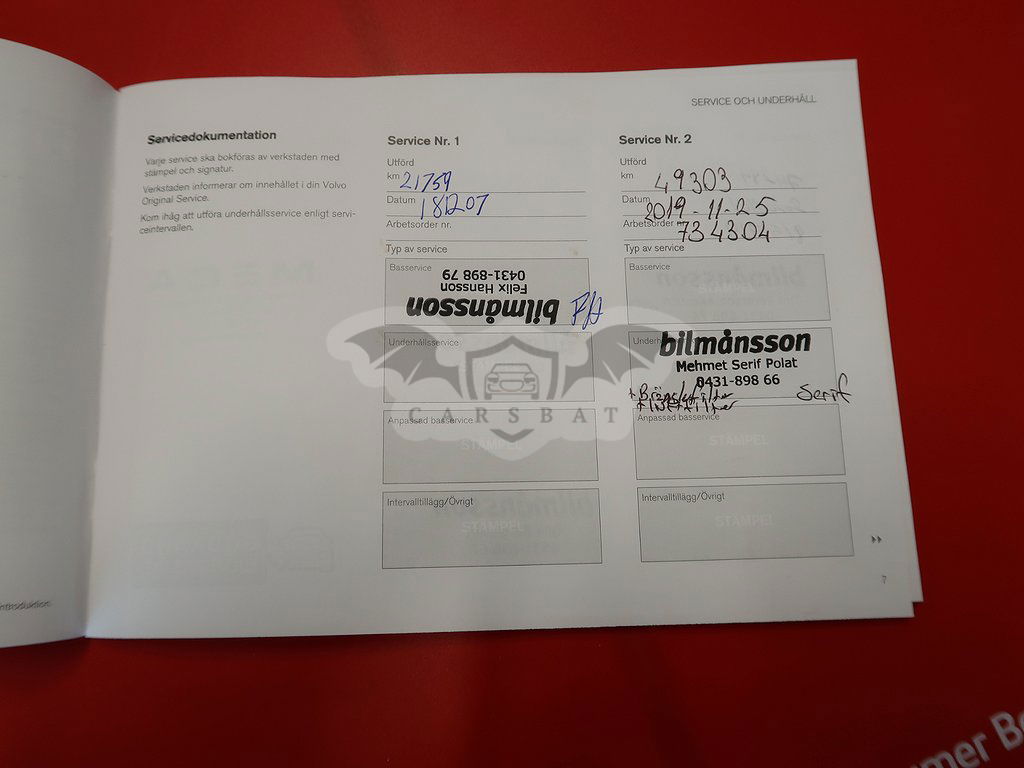 SERVICE OCH UNDERHÅLL
Servicedokumentation
Varje service ska bokföras av verkstaden med
stämpel och signatur.
Verkstaden informerar om innehållet i din Volvo
Original Service.
Kom ihåg att utföra underhållsservice enligt servi-
ceintervallen.
Service Nr. 1
Utförd
km 21759
Datum 181207
Arbetsorder nr.
Typ av service
Basservice
bilmånsson
Felix Hansson
0431-898 79
FH
Underhållsservice
Anpassad basservice
STÄMPEL
Intervalltillägg/Övrigt
STÄMPEL
Service Nr. 2
Utförd
km 49303
Datum 2019-11-25
Arbetsorder nr. 734304
Typ av service
Basservice
bilmånsson
Mehmet Serif Polat
0431-898 66
+ Bränslefilter
Serif
Anpassad basservice
STÄMPEL
Intervalltillägg/Övrigt
STÄMPEL
7
CARSBAT